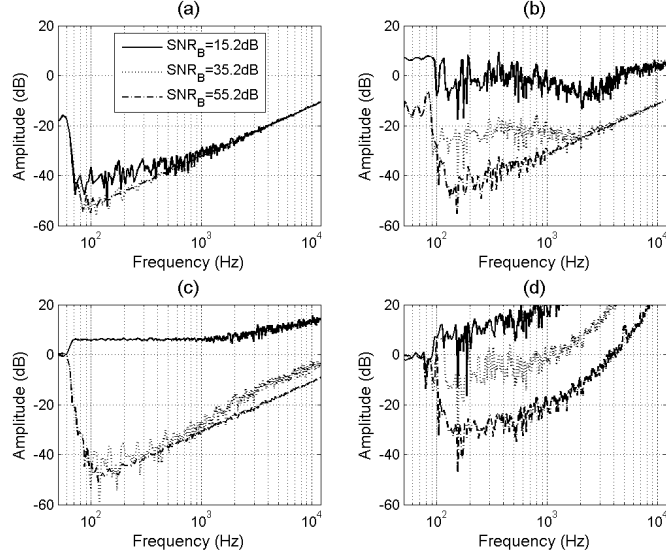 (a)
(b)
20
0
-20
-40
-60
Amplitude (dB)
SNR_B=15.2dB
SNR_B=35.2dB
SNR_B=55.2dB
10^2
10^3
10^4
Frequency (Hz)
20
0
-20
-40
-60
Amplitude (dB)
10^2
10^3
10^4
Frequency (Hz)
(c)
(d)
20
0
-20
-40
-60
Amplitude (dB)
10^2
10^3
10^4
Frequency (Hz)
20
0
-20
-40
-60
Amplitude (dB)
10^2
10^3
10^4
Frequency (Hz)